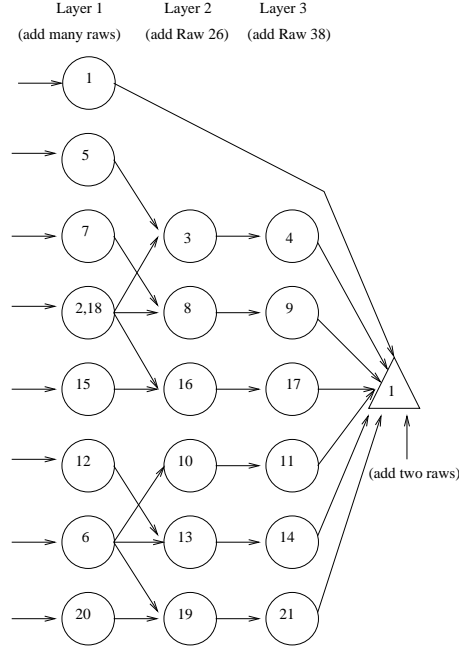 Layer 1 Layer 2 Layer 3
(add many raws) (add Raw 26) (add Raw 38)
1
5
7 3 4
2,18 8 9
15 16 17 1
12 10 11 (add two raws)
6 13 14
20 19 21